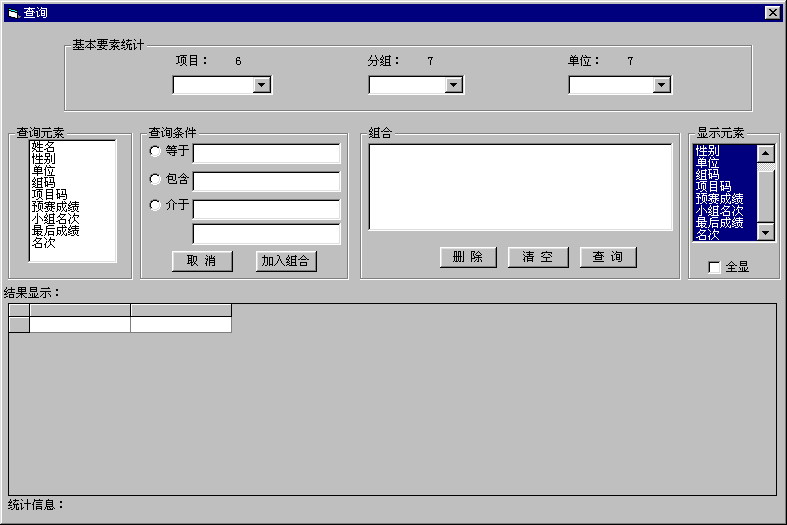 查询
基本要素统计
项目： 6 分组： 7 单位： 7
查询元素
姓名
性别
单位
组码
项目码
预赛成绩
小组名次
最后成绩
名次
查询条件
等于
包含
介于
取 消 加入组合
组合
删 除 清 空 查 询
显示元素
性别
单位
组码
项目码
预赛成绩
小组名次
最后成绩
名次
全显
结果显示：
统计信息：